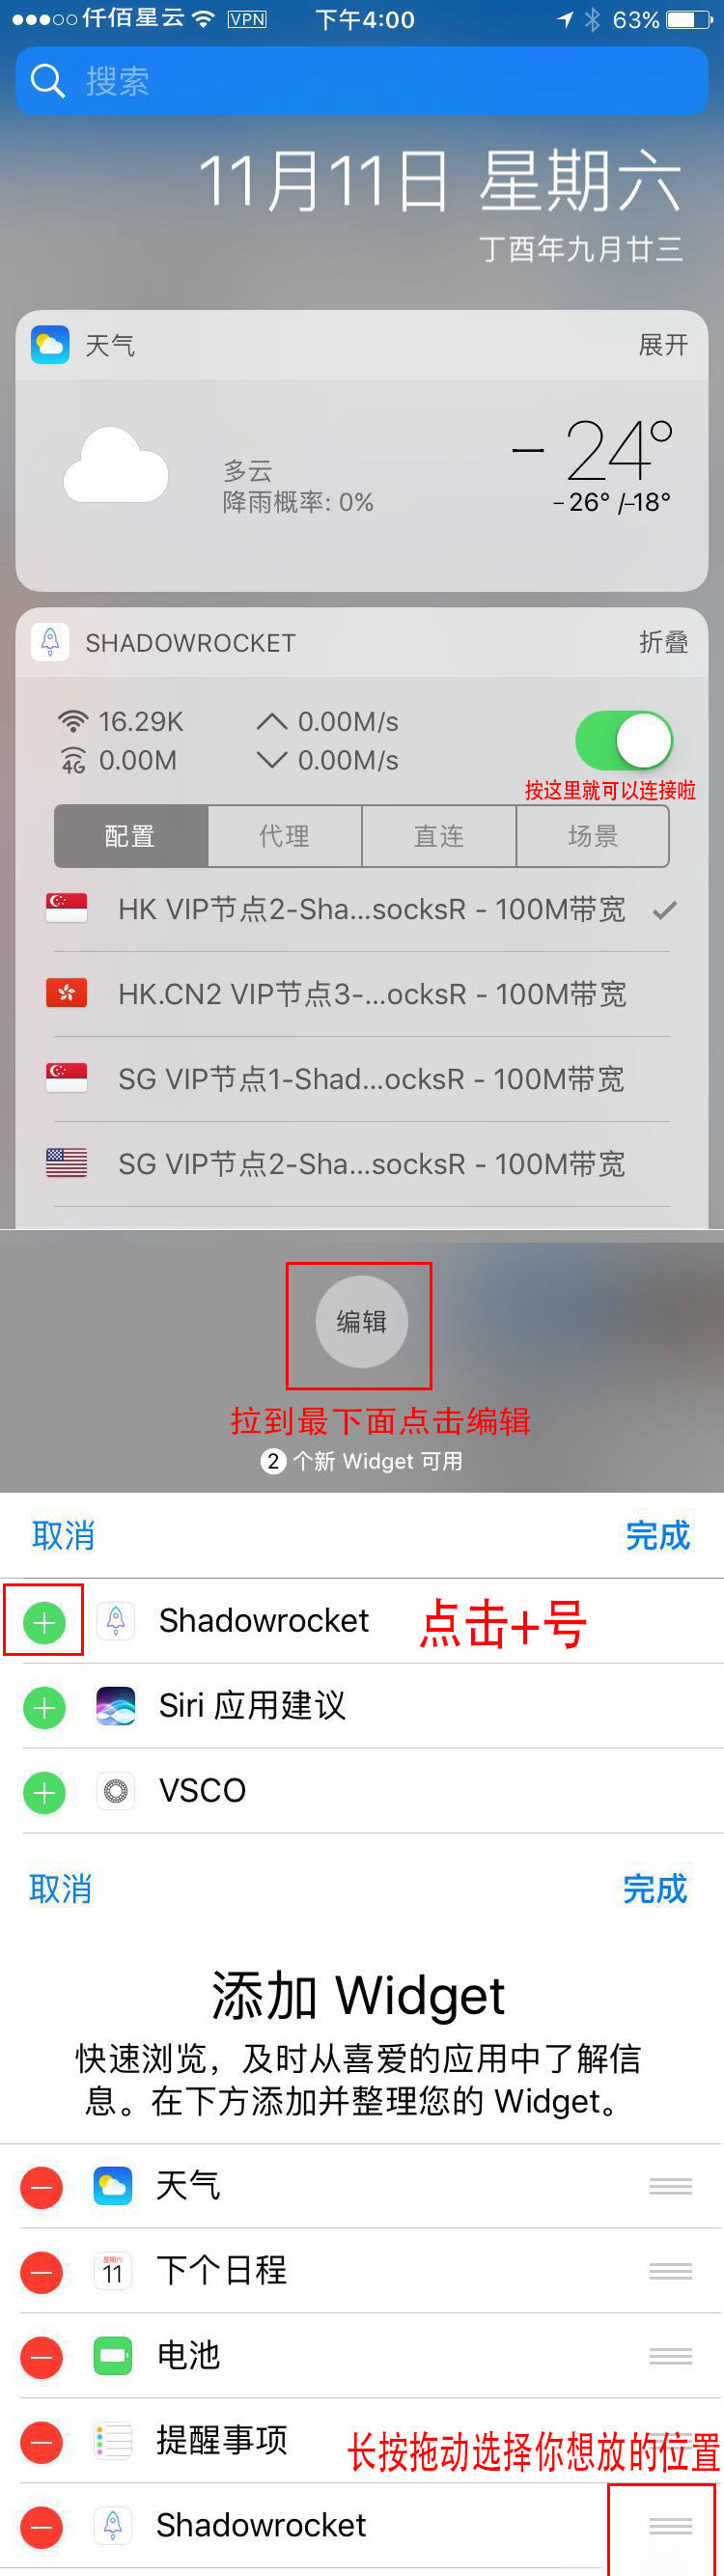 仟佰星云 VPN 下午4:00 63%
搜索
11月11日 星期六
丁酉年九月廿三
天气 展开
- 24°
多云
降雨概率: 0% -26° /-18°
SHADOWROCKET 折叠
16.29K 0.00M/s
4G 0.00M 0.00M/s
按这里就可以连接啦
配置 代理 直连 场景
HK VIP节点2-Sha...socksR - 100M带宽
HK.CN2 VIP节点3-...ocksR - 100M带宽
SG VIP节点1-Shad...ocksR - 100M带宽
SG VIP节点2-Sha...socksR - 100M带宽
编辑
拉到最下面点击编辑
2 个新 Widget 可用
取消 完成
Shadowrocket 点击+号
Siri 应用建议
VSCO
取消 完成
添加 Widget
快速浏览，及时从喜爱的应用中了解信
息。在下方添加并整理您的 Widget。
天气
星期六
11 下个日程
电池
提醒事项 长按拖动选择你想放的位置
Shadowrocket